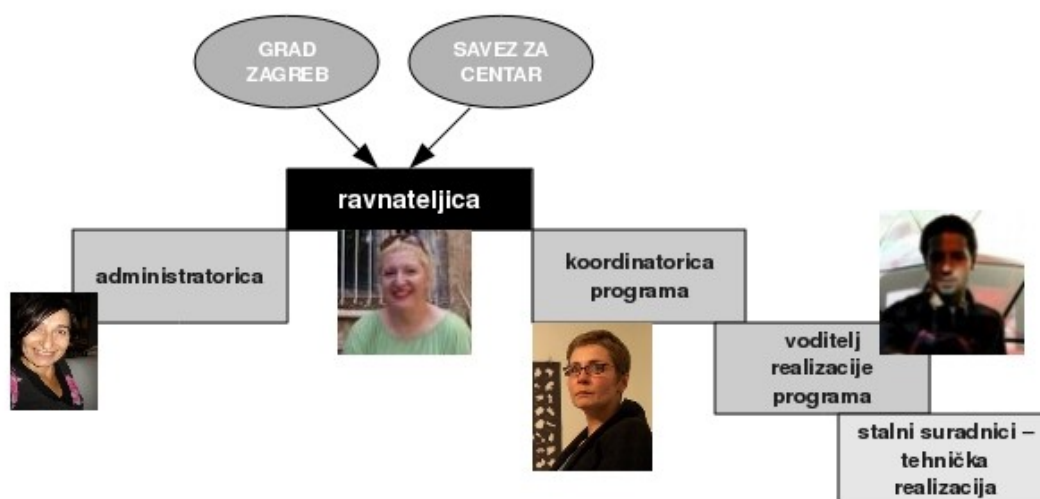 GRAD
ZAGREB
SAVEZ ZA
CENTAR
ravnateljica
administratorica
koordinatorica
programa
voditelj
realizacije
programa
stalni suradnici –
tehnička
realizacija